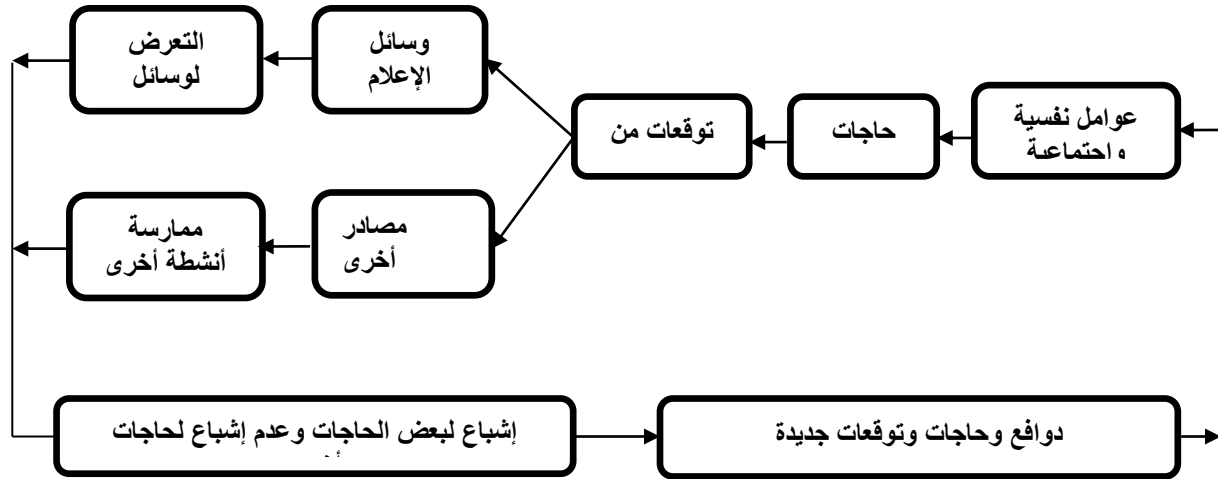 عوامل نفسية
واجتماعية
حاجات
توقعات من
وسائل
الإعلام
التعرض
لوسائل
مصادر
أخرى
ممارسة
أنشطة أخرى
إشباع لبعض الحاجات وعدم إشباع لحاجات
دوافع وحاجات وتوقعات جديدة